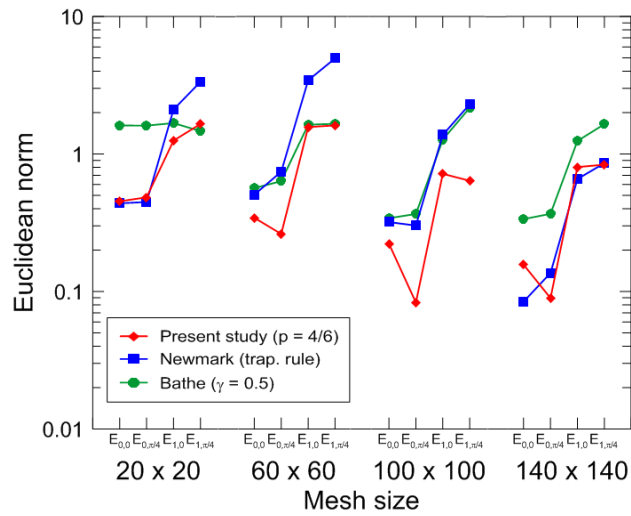 10
1
0.1
0.01
Euclidean norm
Present study (p = 4/6)
Newmark (trap. rule)
Bathe (γ = 0.5)
E0,0 E0,π/4 E1,0 E1,π/4
E0,0 E0,π/4 E1,0 E1,π/4
E0,0 E0,π/4 E1,0 E1,π/4
E0,0 E0,π/4 E1,0 E1,π/4
20 x 20
60 x 60
100 x 100
140 x 140
Mesh size